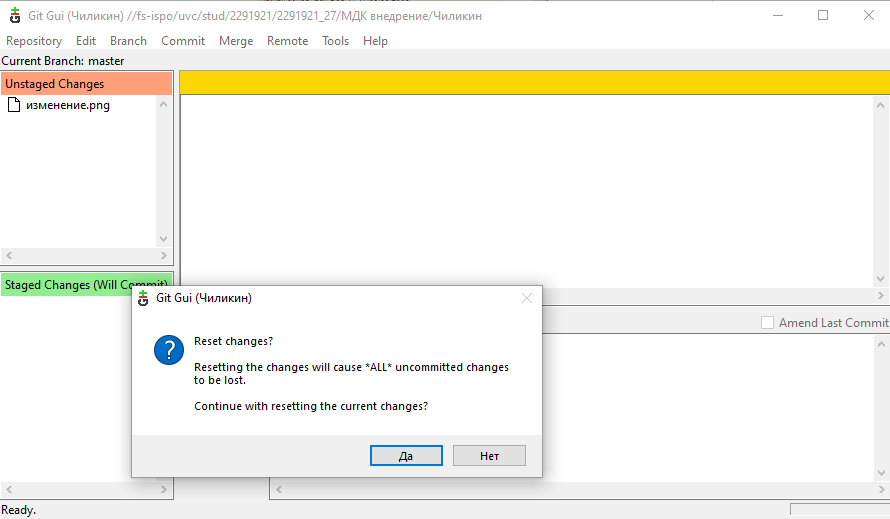 Git Gui (Чиликин) //fs-ispo/uvc/stud/2291921/2291921_27/МДК внедрение/Чиликин
Repository Edit Branch Commit Merge Remote Tools Help
Current Branch: master
Unstaged Changes
изменение.png
Staged Changes (Will Commit)
Git Gui (Чиликин)
Reset changes?
Resetting the changes will cause *ALL* uncommitted changes
to be lost.
Continue with resetting the current changes?
Да Нет
Amend Last Commit
Ready.